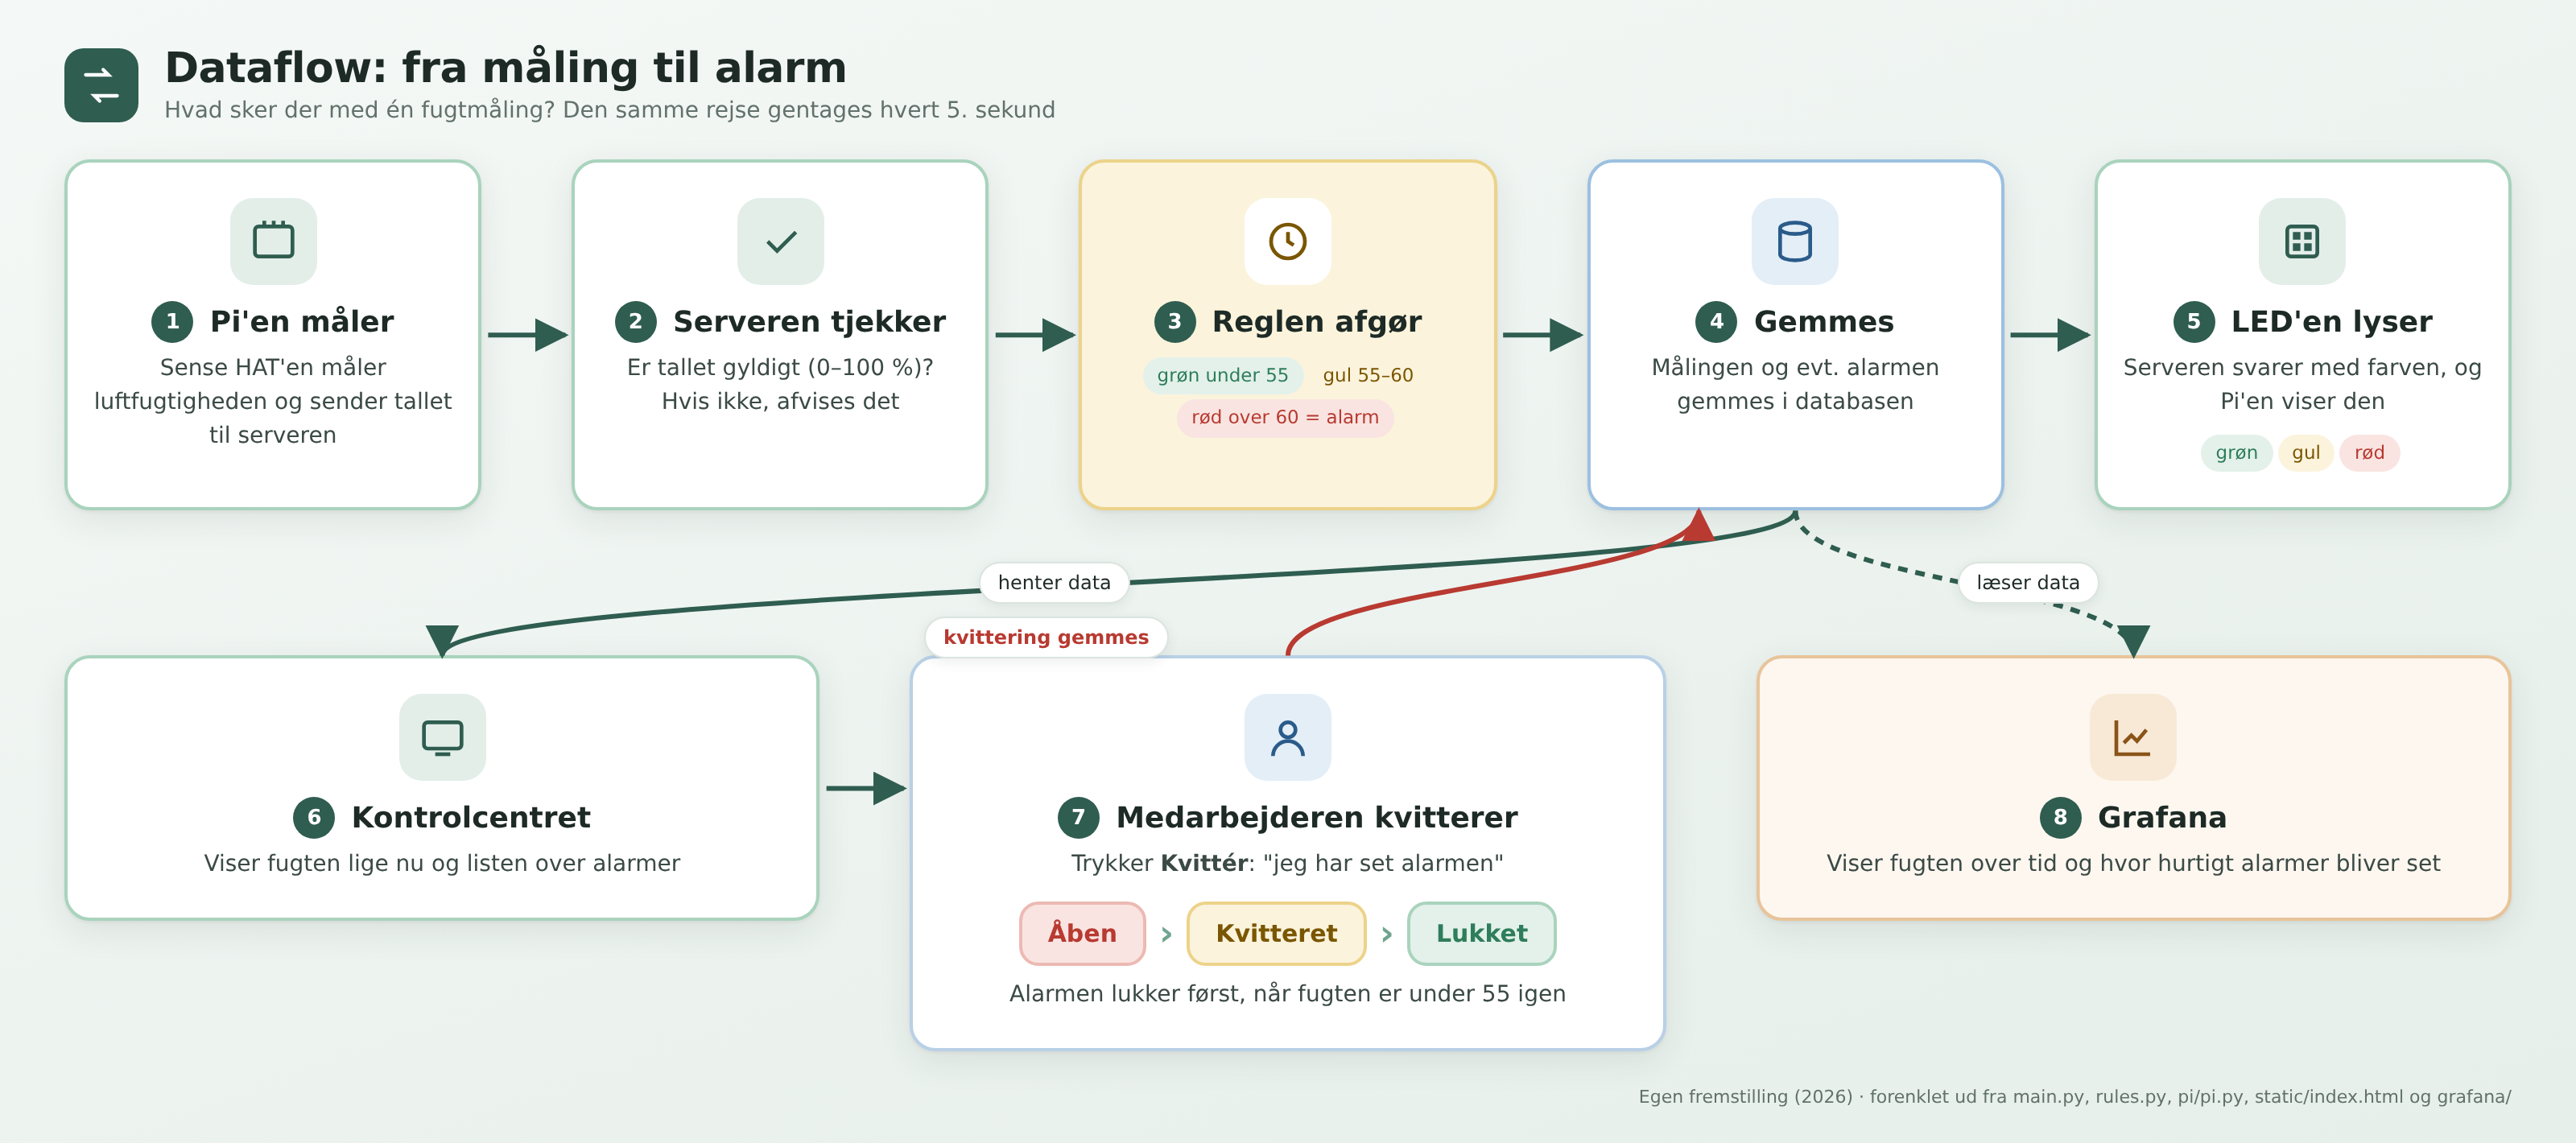 Dataflow: fra måling til alarm
Hvad sker der med én fugtmåling? Den samme rejse gentages hvert 5. sekund
1 Pi'en måler
Sense HAT'en måler
luftfugtigheden og sender tallet
til serveren
2 Serveren tjekker
Er tallet gyldigt (0–100 %)?
Hvis ikke, afvises det
3 Reglen afgør
grøn under 55 gul 55–60
rød over 60 = alarm
4 Gemmes
Målingen og evt. alarmen
gemmes i databasen
5 LED'en lyser
Serveren svarer med farven, og
Pi'en viser den
grøn gul rød
henter data
læser data
kvittering gemmes
6 Kontrolcentret
Viser fugten lige nu og listen over alarmer
7 Medarbejderen kvitterer
Trykker Kvittér: "jeg har set alarmen"
Åben › Kvitteret › Lukket
Alarmen lukker først, når fugten er under 55 igen
8 Grafana
Viser fugten over tid og hvor hurtigt alarmer bliver set
Egen fremstilling (2026) · forenklet ud fra main.py, rules.py, pi/pi.py, static/index.html og grafana/